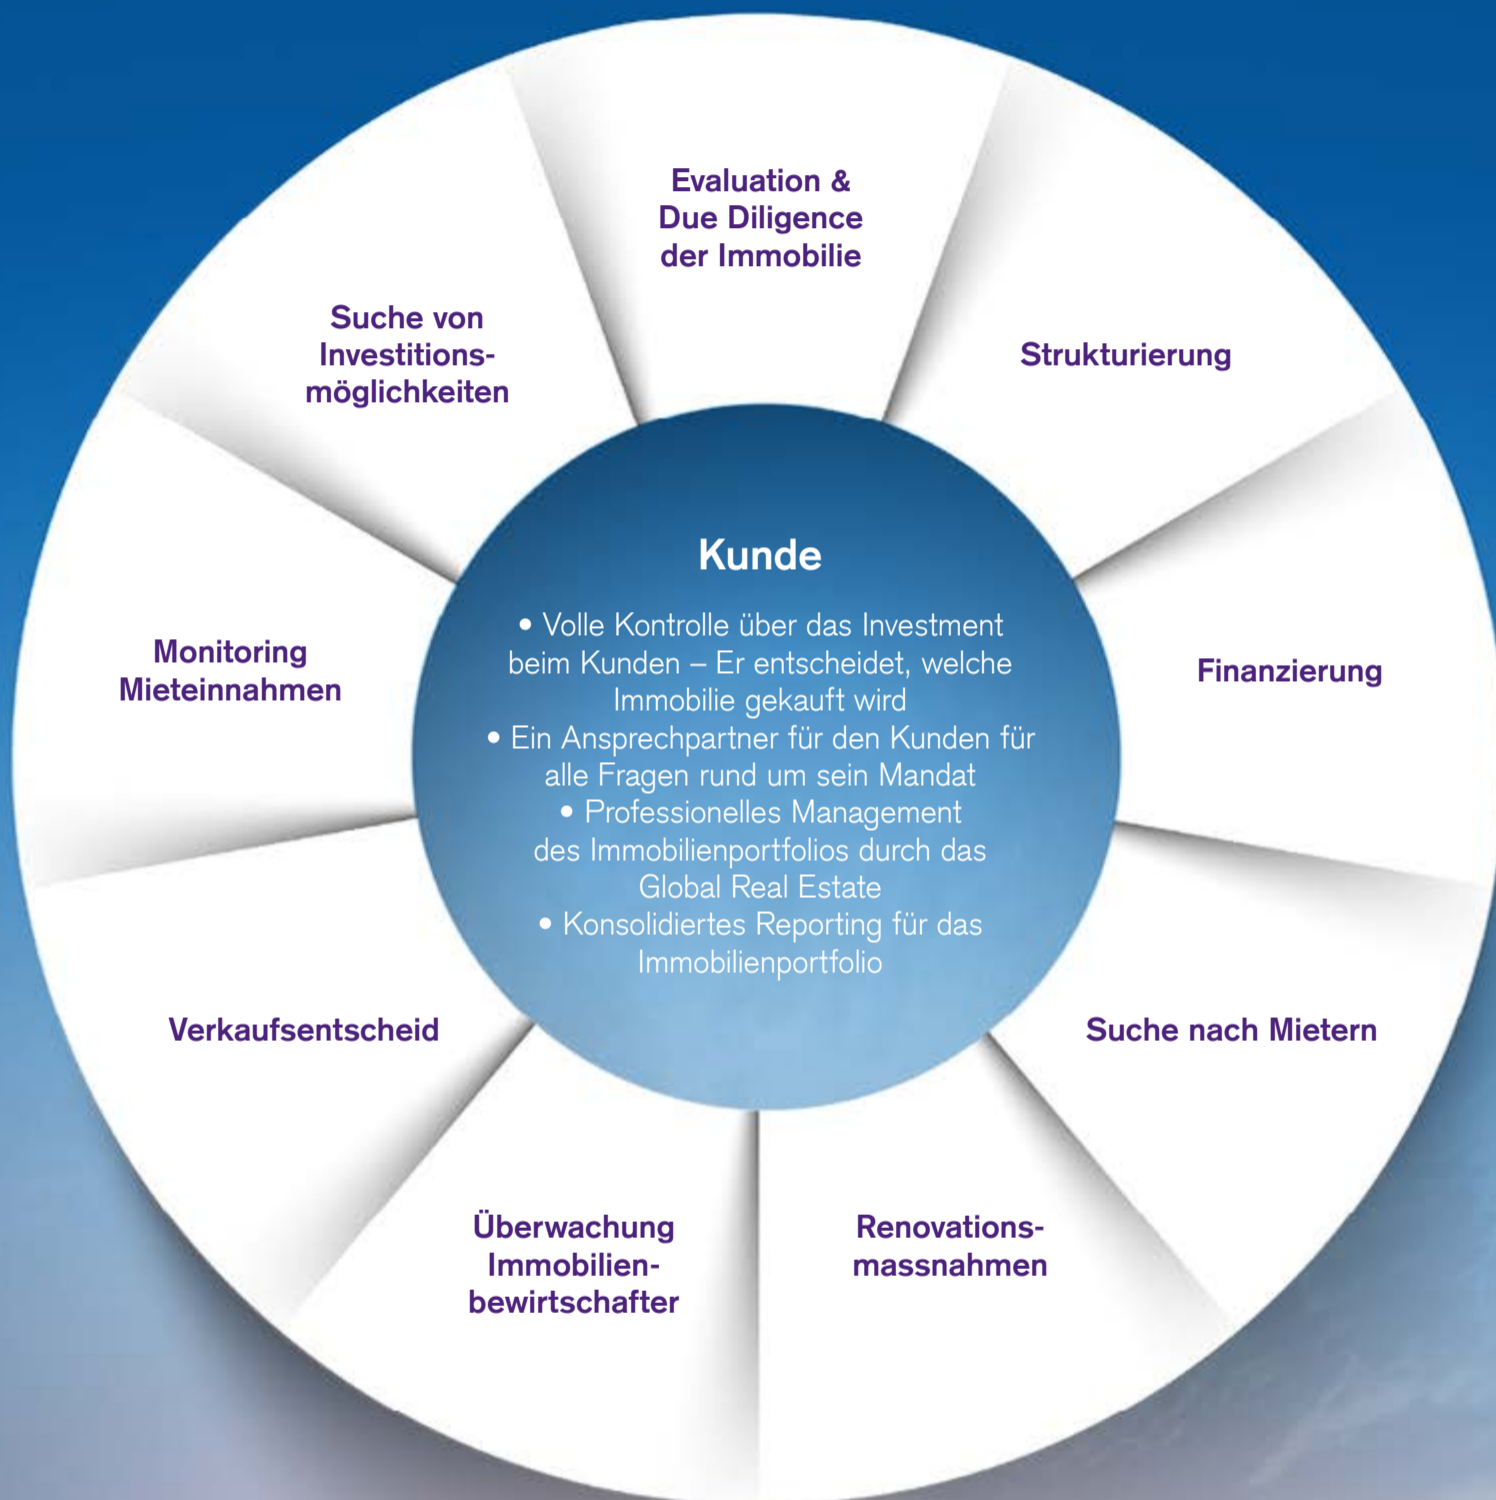 Evaluation &
Due Diligence
der Immobilie
Strukturierung
Finanzierung
Suche nach Mietern
Renovations-
massnahmen
Überwachung
Immobilien-
bewirtschafter
Verkaufsentscheid
Monitoring
Mieteinnahmen
Suche von
Investitions-
möglichkeiten
Kunde
• Volle Kontrolle über das Investment
beim Kunden – Er entscheidet, welche
Immobilie gekauft wird
• Ein Ansprechpartner für den Kunden für
alle Fragen rund um sein Mandat
• Professionelles Management
des Immobilienportfolios durch das
Global Real Estate
• Konsolidiertes Reporting für das
Immobilienportfolio